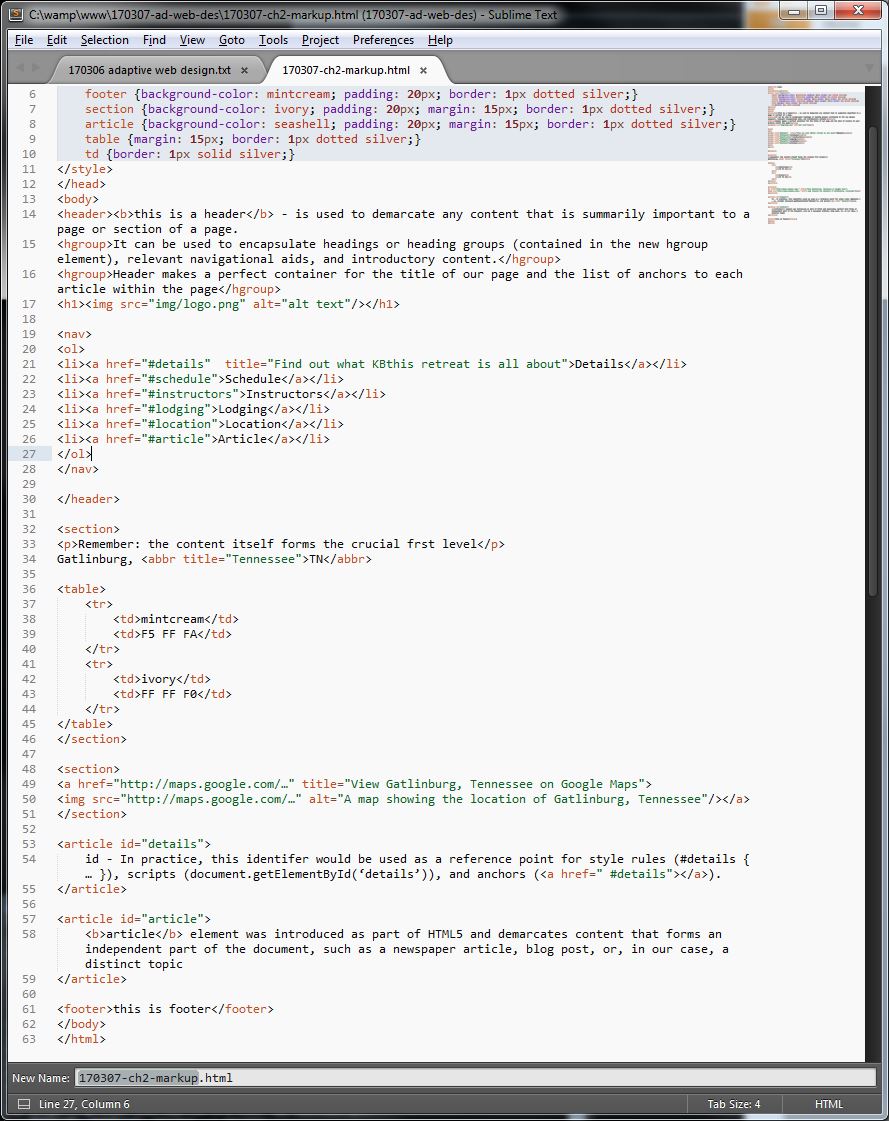 C:\wamp\www\170307-ad-web-des\170307-ch2-markup.html (170307-ad-web-des) - Sublime Text
File Edit Selection Find View Goto Tools Project Preferences Help
170306 adaptive web design.txt × 170307-ch2-markup.html ×
6 footer {background-color: mintcream; padding: 20px; border: 1px dotted silver;}
7 section {background-color: ivory; padding: 20px; margin: 15px; border: 1px dotted silver;}
8 article {background-color: seashell; padding: 20px; margin: 15px; border: 1px dotted silver;}
9 table {margin: 15px; border: 1px dotted silver;}
10 td {border: 1px solid silver;}
11 </style>
12 </head>
13 <body>
14 <header><b>this is a header</b> - is used to demarcate any content that is summarily important to a
page or section of a page.
15 <hgroup>It can be used to encapsulate headings or heading groups (contained in the new hgroup
element), relevant navigational aids, and introductory content.</hgroup>
16 <hgroup>Header makes a perfect container for the title of our page and the list of anchors to each
article within the page</hgroup>
17 <h1><img src="img/logo.png" alt="alt text"/></h1>
18
19 <nav>
20 <ol>
21 <li><a href="#details"  title="Find out what KBthis retreat is all about">Details</a></li>
22 <li><a href="#schedule">Schedule</a></li>
23 <li><a href="#instructors">Instructors</a></li>
24 <li><a href="#lodging">Lodging</a></li>
25 <li><a href="#location">Location</a></li>
26 <li><a href="#article">Article</a></li>
27 </ol>
28 </nav>
29
30 </header>
31
32 <section>
33 <p>Remember: the content itself forms the crucial frst level</p>
34 Gatlinburg, <abbr title="Tennessee">TN</abbr>
35
36 <table>
37 <tr>
38 <td>mintcream</td>
39 <td>F5 FF FA</td>
40 </tr>
41 <tr>
42 <td>ivory</td>
43 <td>FF FF F0</td>
44 </tr>
45 </table>
46 </section>
47
48 <section>
49 <a href="http://maps.google.com/…" title="View Gatlinburg, Tennessee on Google Maps">
50 <img src="http://maps.google.com/…" alt="A map showing the location of Gatlinburg, Tennessee"/></a>
51 </section>
52
53 <article id="details">
54 id - In practice, this identifer would be used as a reference point for style rules (#details {
… }), scripts (document.getElementById(‘details’)), and anchors (<a href=" #details"></a>).
55 </article>
56
57 <article id="article">
58 <b>article</b> element was introduced as part of HTML5 and demarcates content that forms an
independent part of the document, such as a newspaper article, blog post, or, in our case, a
distinct topic
59 </article>
60
61 <footer>this is footer</footer>
62 </body>
63 </html>
New Name: 170307-ch2-markup.html
Line 27, Column 6 Tab Size: 4 HTML